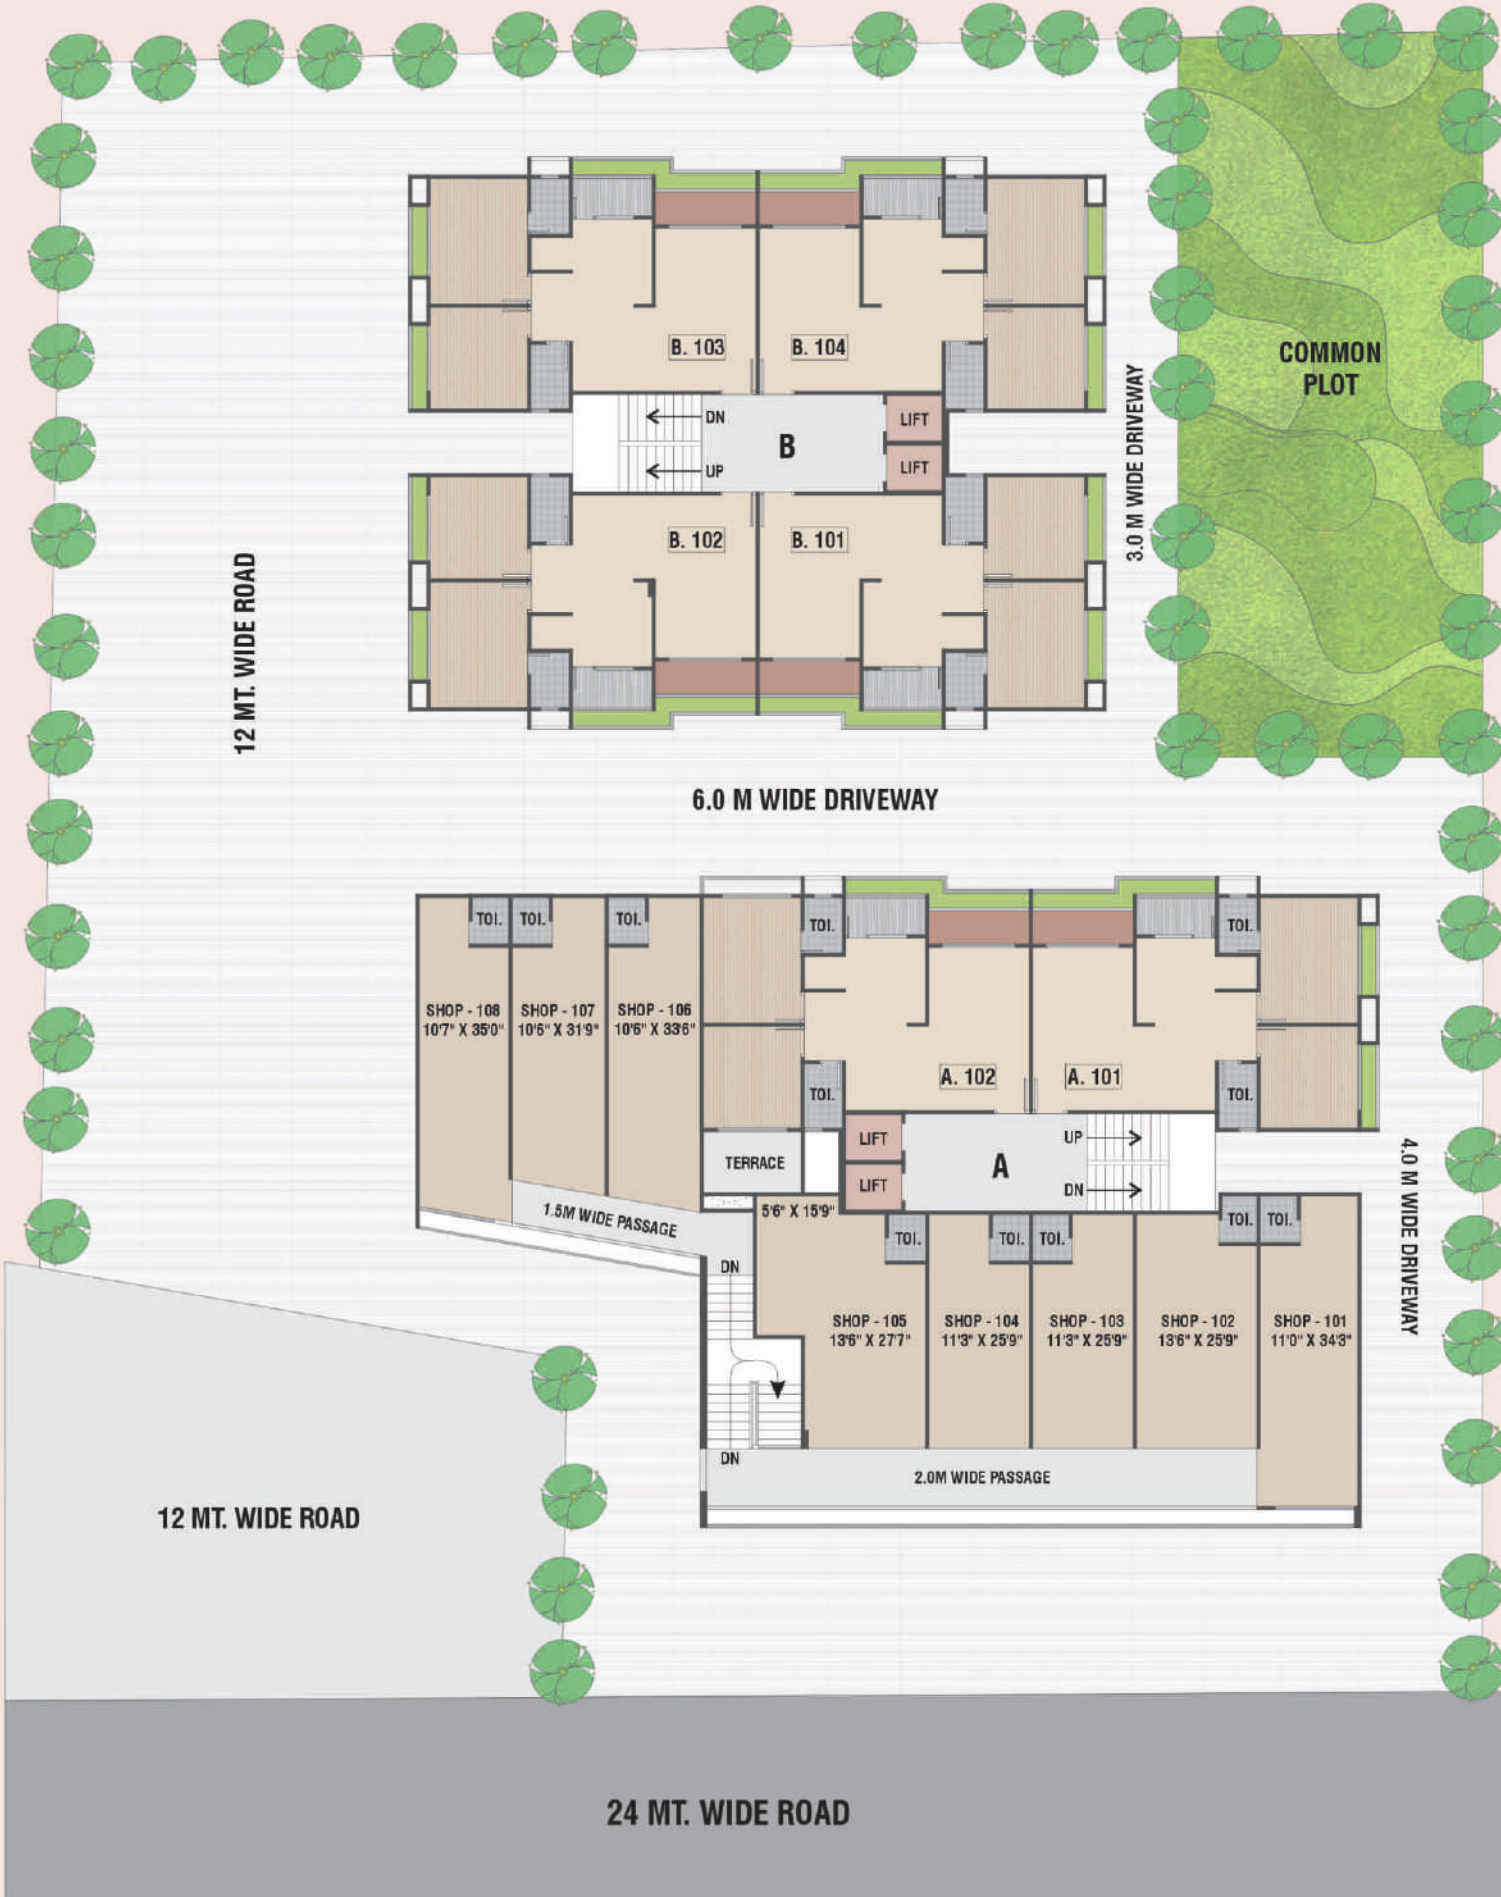 COMMON
PLOT
B. 103
B. 104
DN
UP
B
LIFT
LIFT
B. 102
B. 101
3.0 M WIDE DRIVEWAY
12 MT. WIDE ROAD
6.0 M WIDE DRIVEWAY
TOI.
TOI.
TOI.
TOI.
TOI.
SHOP - 108
10'7" X 35'0"
SHOP - 107
10'6" X 31'9"
SHOP - 106
10'6" X 33'6"
A. 102
A. 101
TOI.
TOI.
TERRACE
LIFT
LIFT
A
UP
DN
4.0 M WIDE DRIVEWAY
1.5M WIDE PASSAGE
5'6" X 15'9"
TOI.
TOI.
TOI.
TOI.
TOI.
DN
SHOP - 105
13'6" X 27'7"
SHOP - 104
11'3" X 25'9"
SHOP - 103
11'3" X 25'9"
SHOP - 102
13'6" X 25'9"
SHOP - 101
11'0" X 34'3"
DN
2.0M WIDE PASSAGE
12 MT. WIDE ROAD
24 MT. WIDE ROAD